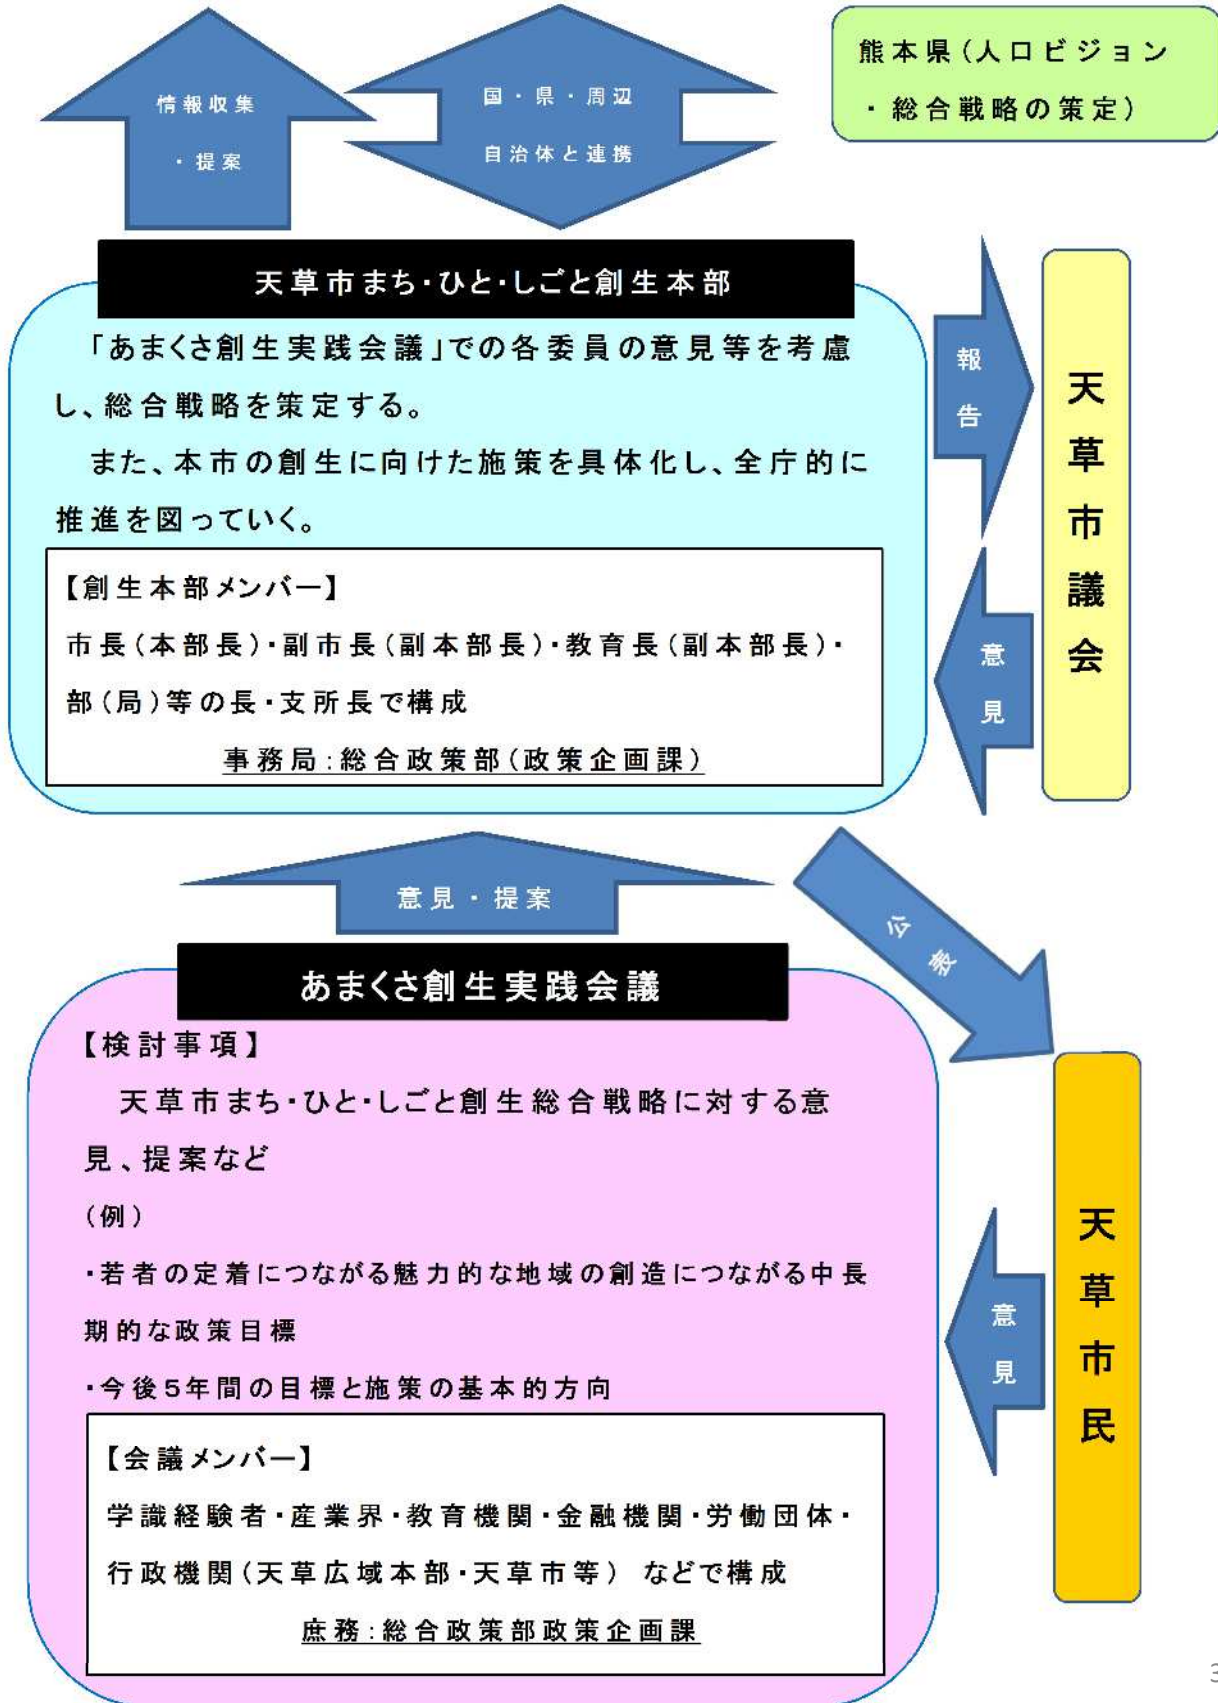 情報収集
・提案
国・県・周辺
自治体と連携
熊本県(人口ビジョン
・総合戦略の策定)
天草市まち・ひと・しごと創生本部
「あまくさ創生実践会議」での各委員の意見等を考慮
し、総合戦略を策定する。
また、本市の創生に向けた施策を具体化し、全庁的に
推進を図っていく。
【創生本部メンバー】
市長(本部長)・副市長(副本部長)・教育長(副本部長)・
部(局)等の長・支所長で構成
事務局:総合政策部(政策企画課)
報告
意見
天草市議会
意見・提案
公表
あまくさ創生実践会議
【検討事項】
天草市まち・ひと・しごと創生総合戦略に対する意
見、提案など
(例)
・若者の定着につながる魅力的な地域の創造につながる中長
期的な政策目標
・今後5年間の目標と施策の基本的方向
【会議メンバー】
学識経験者・産業界・教育機関・金融機関・労働団体・
行政機関(天草広域本部・天草市等) などで構成
庶務:総合政策部政策企画課
意見
天草市民
3